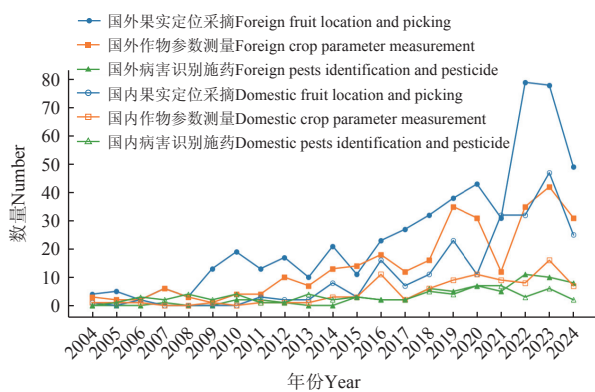 国外果实定位采摘Foreign fruit location and picking
国外作物参数测量Foreign crop parameter measurement
国外病害识别施药Foreign pests identification and pesticide
国内果实定位采摘Domestic fruit location and picking
国内作物参数测量Domestic crop parameter measurement
国内病害识别施药Domestic pests identification and pesticide
数量Number
80
70
60
50
40
30
20
10
0
2004 2005 2006 2007 2008 2009 2010 2011 2012 2013 2014 2015 2016 2017 2018 2019 2020 2021 2022 2023 2024
年份Year